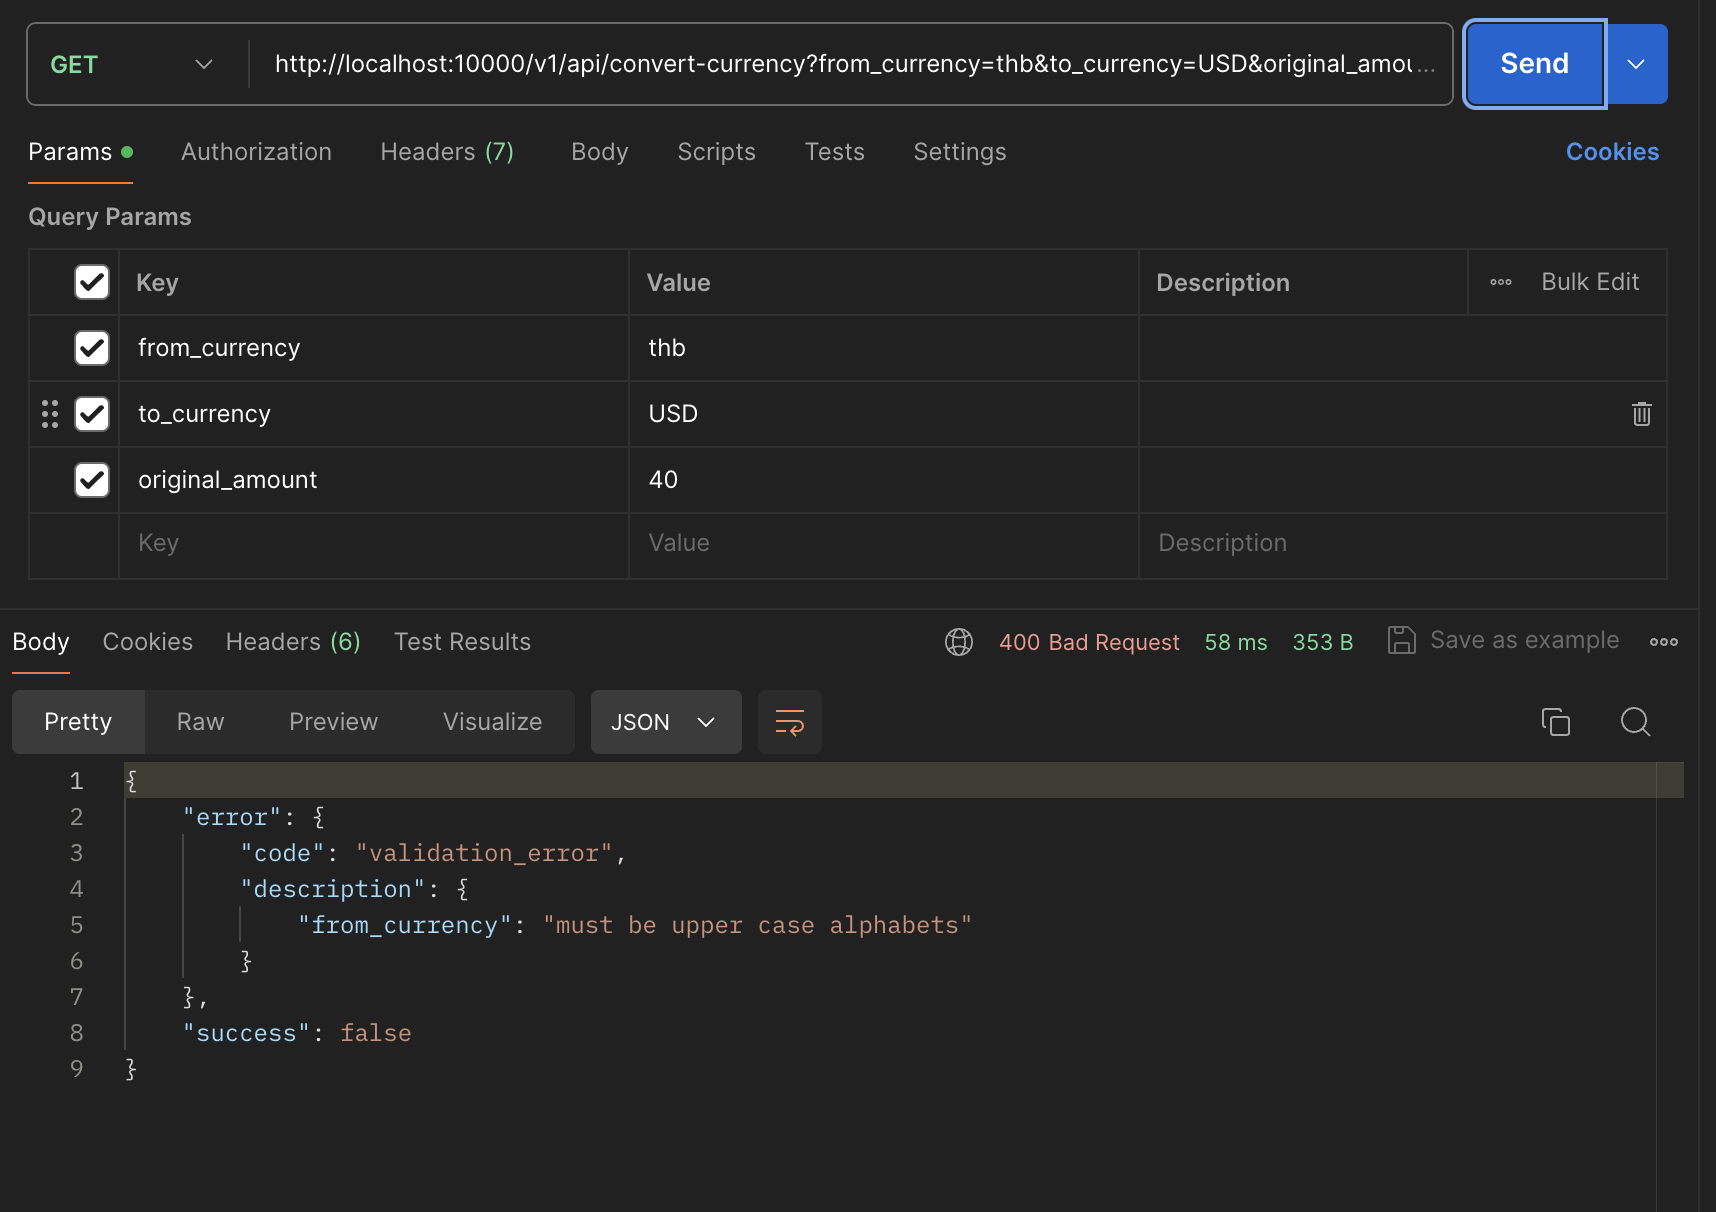 GET http://localhost:10000/v1/api/convert-currency?from_currency=thb&to_currency=USD&original_amou... Send
Params Authorization Headers (7) Body Scripts Tests Settings Cookies
Query Params
Key Value Description Bulk Edit
from_currency thb
to_currency USD
original_amount 40
Key Value Description
Body Cookies Headers (6) Test Results 400 Bad Request 58 ms 353 B Save as example
Pretty Raw Preview Visualize JSON
1 {
2 "error": {
3 "code": "validation_error",
4 "description": {
5 "from_currency": "must be upper case alphabets"
6 }
7 },
8 "success": false
9 }